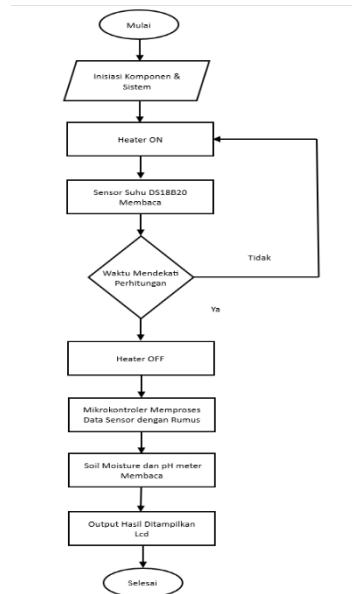 Mulai
Inisiasi Komponen &
Sistem
Heater ON
Sensor Suhu DS18B20
Membaca
Waktu Mendekati
Perhitungan
Tidak
Ya
Heater OFF
Mikrokontroler Memproses
Data Sensor dengan Rumus
Soil Moisture dan pH meter
Membaca
Output Hasil Ditampilkan
Lcd
Selesai